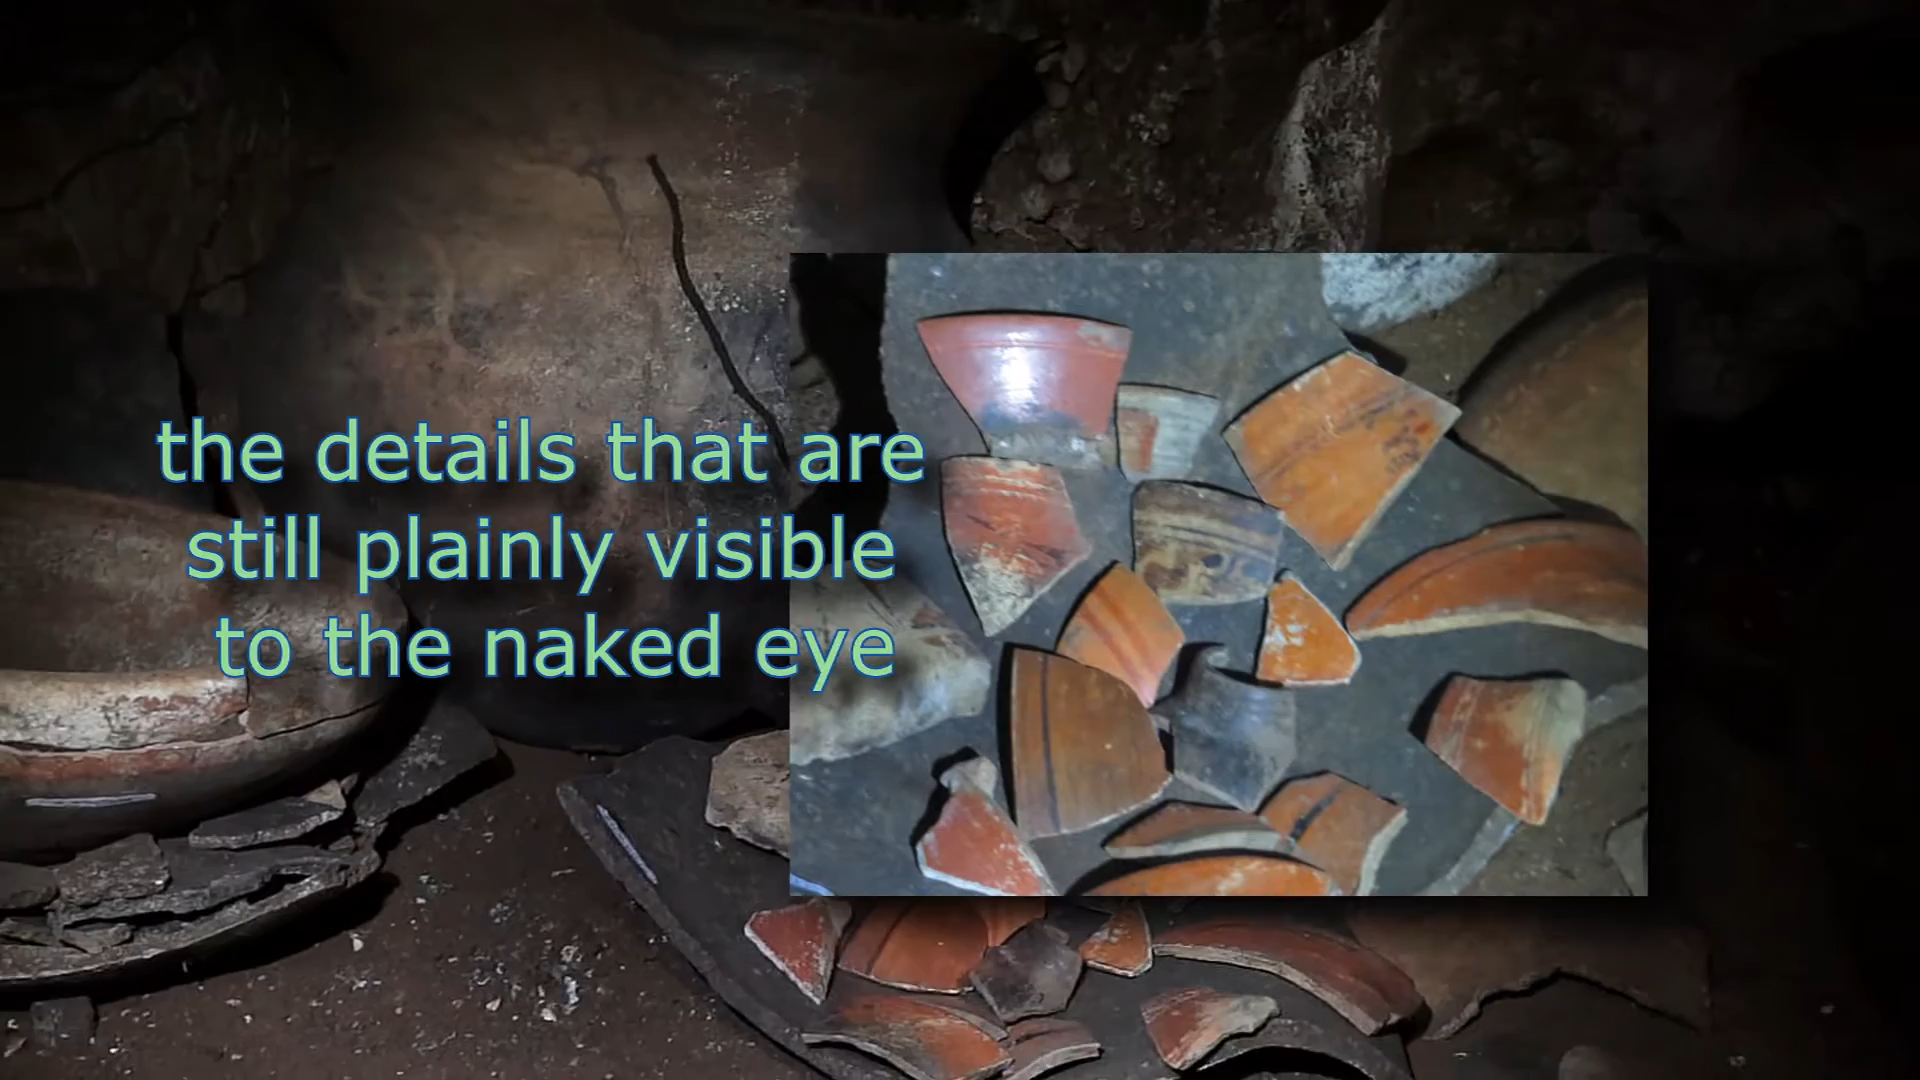 the details that are
still plainly visible
to the naked eye